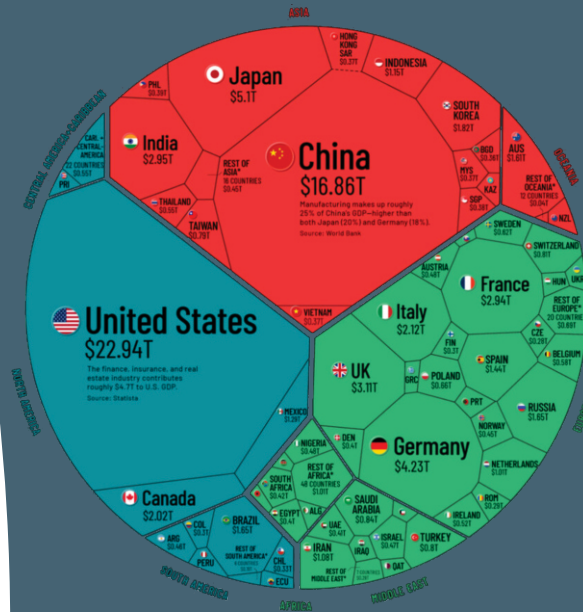 ASIA
HONG
KONG
SAR
$0.37T
INDONESIA
$1.15T
Japan
$5.1T
PHL
$0.39T
SOUTH
KOREA
$1.82T
India
$2.95T
China
$16.86T
Manufacturing makes up roughly
25% of China's GDP—higher than
both Japan (20%) and Germany (18%).
Source: World Bank
REST OF
ASIA*
16 COUNTRIES
$0.45T
BGD
$0.36T
MYS
$0.37T
KAZ
SGP
$0.38T
THAILAND
$0.55T
TAIWAN
$0.79T
VIETNAM
$0.37T
OCEANIA
AUS
$1.61T
REST OF
OCEANIA*
12 COUNTRIES
$0.04T
NZL
CENTRAL AMERICA+CARIBBEAN
CARI. +
CENTRAL-
AMERICA
22 COUNTRIES
$0.55T
PRI
NORTH AMERICA
United States
$22.94T
The finance, insurance, and real
estate industry contributes
roughly $4.7T to U.S. GDP.
Source: Statista.
MEXICO
Canada
$2.02T
SWEDEN
$0.62T
SWITZERLAND
$0.81T
AUSTRIA
$0.48T
France
$2.94T
HUN
UKR
REST OF
EUROPE*
20 COUNTRIES
Italy
$2.12T
FIN
$0.3T
CZE
$0.28T
BELGIUM
$0.58T
SPAIN
$1.44T
UK
$3.11T
GRC
POLAND
$0.66T
PRT
NORWAY
$0.45T
RUSSIA
$1.65T
DEN
$0.4T
Germany
$4.23T
NETHERLANDS
$1.01T
ROM
$0.29T
IRELAND
$0.52T
NIGERIA
$0.48T
REST OF
AFRICA*
48 COUNTRIES
$1.01T
SOUTH
AFRICA
$0.42T
EGYPT
$0.4T
ALG
AFRICA
SAUDI
ARABIA
$0.84T
UAE
$0.41T
ISRAEL
$0.47T
TURKEY
$0.8T
IRAN
$1.08T
IRAQ
QAT
REST OF
MIDDLE EAST*
MIDDLE EAST
BRAZIL
$1.65T
COL
$0.3T
ARG
$0.46T
PERU
REST OF
SOUTH AMERICA*
CHL
$0.33T
ECU
SOUTH AMERICA